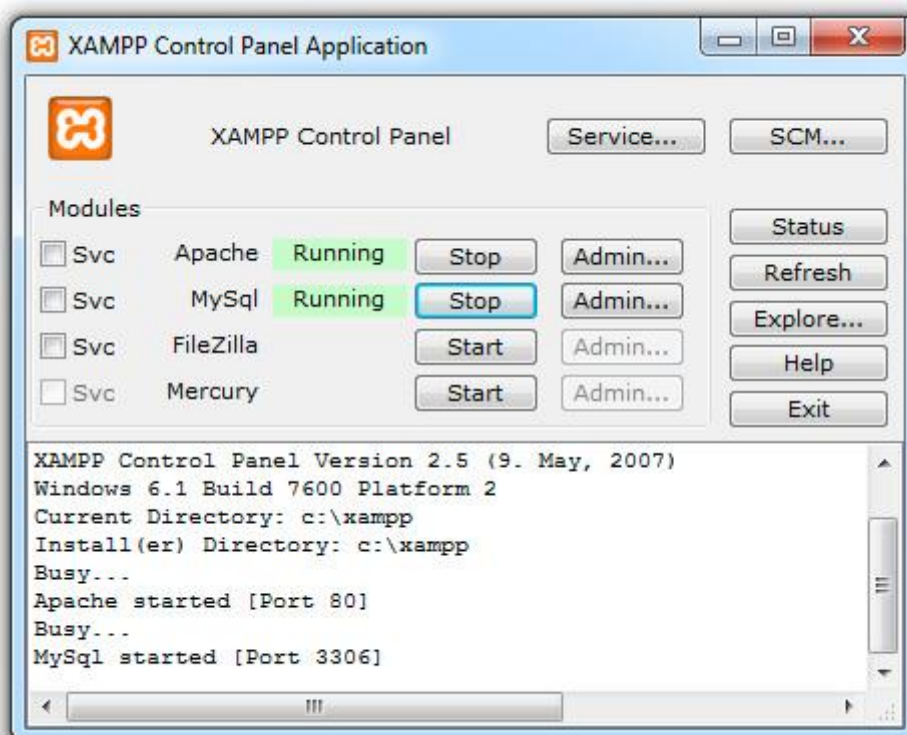 XAMPP Control Panel Application
XAMPP Control Panel Service... SCM...
Modules
Status
Svc Apache Running Stop Admin...
Refresh
Svc MySql Running Stop Admin...
Explore...
Svc FileZilla Start Admin...
Help
Svc Mercury Start Admin...
Exit
XAMPP Control Panel Version 2.5 (9. May, 2007)
Windows 6.1 Build 7600 Platform 2
Current Directory: c:\xampp
Install(er) Directory: c:\xampp
Busy...
Apache started [Port 80]
Busy...
MySql started [Port 3306]